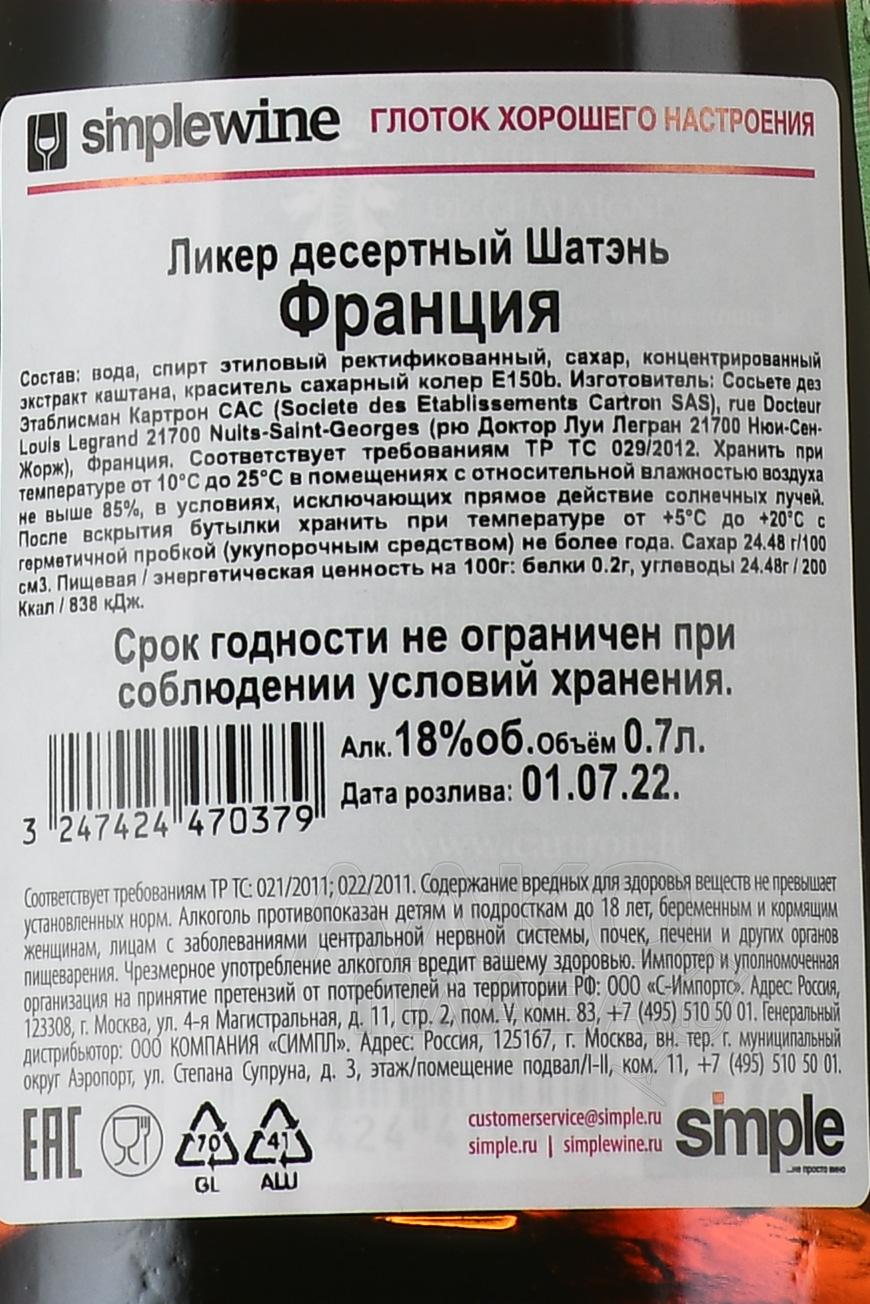 simplewine ГЛОТОК ХОРОШЕГО НАСТРОЕНИЯ
Ликер десертный Шатэнь
Франция
Состав: вода, спирт этиловый ректификованный, сахар, концентрированный
экстракт каштана, краситель сахарный колер Е150b. Изготовитель: Сосьете дез
Этаблисман Картрон САС (Societe des Etablissements Cartron SAS), rue Docteur
Louis Legrand 21700 Nuits-Saint-Georges (рю Доктор Луи Легран 21700 Нюи-Сен-
Жорж), Франция. Соответствует требованиям ТР ТС 029/2012. Хранить при
температуре от 10°С до 25°С в помещениях с относительной влажностью воздуха
не выше 85%, в условиях, исключающих прямое действие солнечных лучей.
После вскрытия бутылки хранить при температуре от +5°С до +20°С с
герметичной пробкой (укупорочным средством) не более года. Сахар 24.48 г/100
см3. Пищевая / энергетическая ценность на 100г: белки 0.2г, углеводы 24.48г / 200
Ккал / 838 кДж.
Срок годности не ограничен при
соблюдении условий хранения.
Алк. 18%об. Объём 0.7л.
Дата розлива: 01.07.22.
3 247424 470379
www.cartron.fr
Соответствует требованиям ТР ТС: 021/2011; 022/2011. Содержание вредных для здоровья веществ не превышает
установленных норм. Алкоголь противопоказан детям и подросткам до 18 лет, беременным и кормящим
женщинам, лицам с заболеваниями центральной нервной системы, почек, печени и других органов
пищеварения. Чрезмерное употребление алкоголя вредит вашему здоровью. Импортер и уполномоченная
организация на принятие претензий от потребителей на территории РФ: ООО «С-Импортс». Адрес: Россия,
123308, г. Москва, ул. 4-я Магистральная, д. 11, стр. 2, пом. V, комн. 83, +7 (495) 510 50 01. Генеральный
дистрибьютор: ООО КОМПАНИЯ «СИМПЛ». Адрес: Россия, 125167, г. Москва, вн. тер. г. муниципальный
округ Аэропорт, ул. Степана Супруна, д. 3, этаж/помещение подвал/I-II, ком. 11, +7 (495) 510 50 01.
EAC
70
GL
41
ALU
customerservice@simple.ru
simple.ru | simplewine.ru
simple
...не просто вино